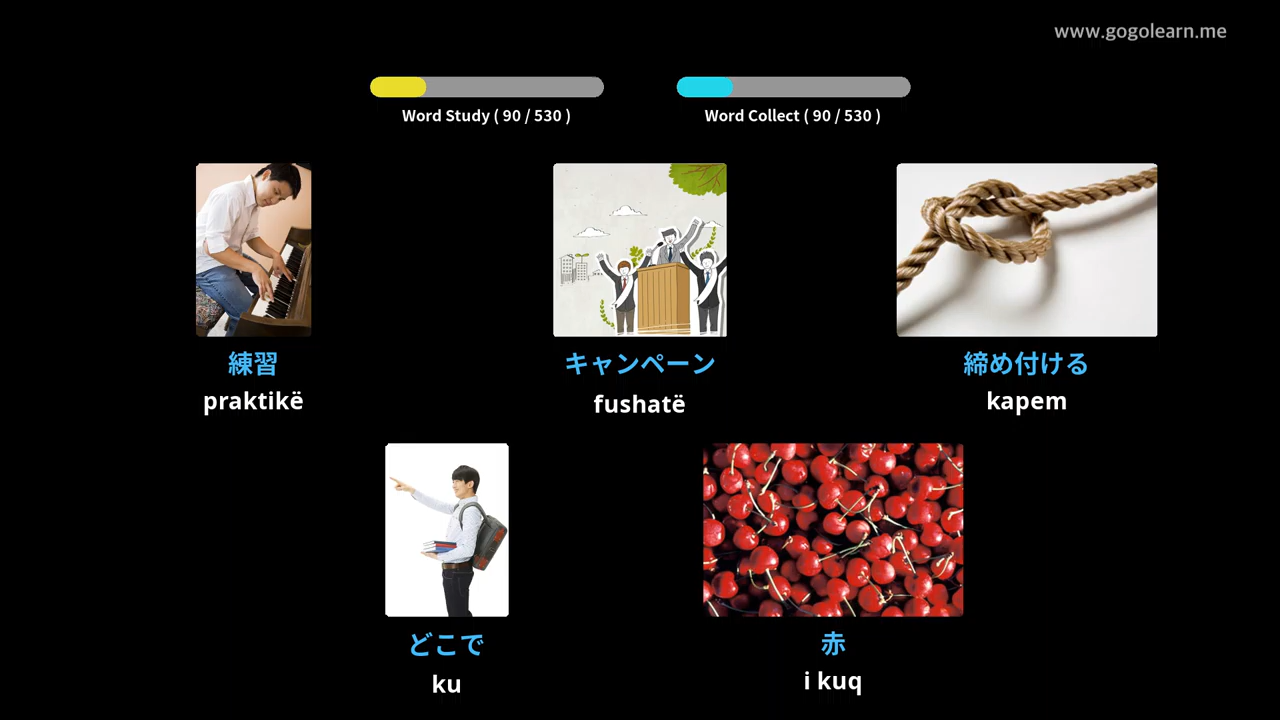 www.gogolearn.me
Word Study ( 90 / 530 )
Word Collect ( 90 / 530 )
練習
praktikë
キャンペーン
fushatë
締め付ける
kapem
どこで
ku
赤
i kuq